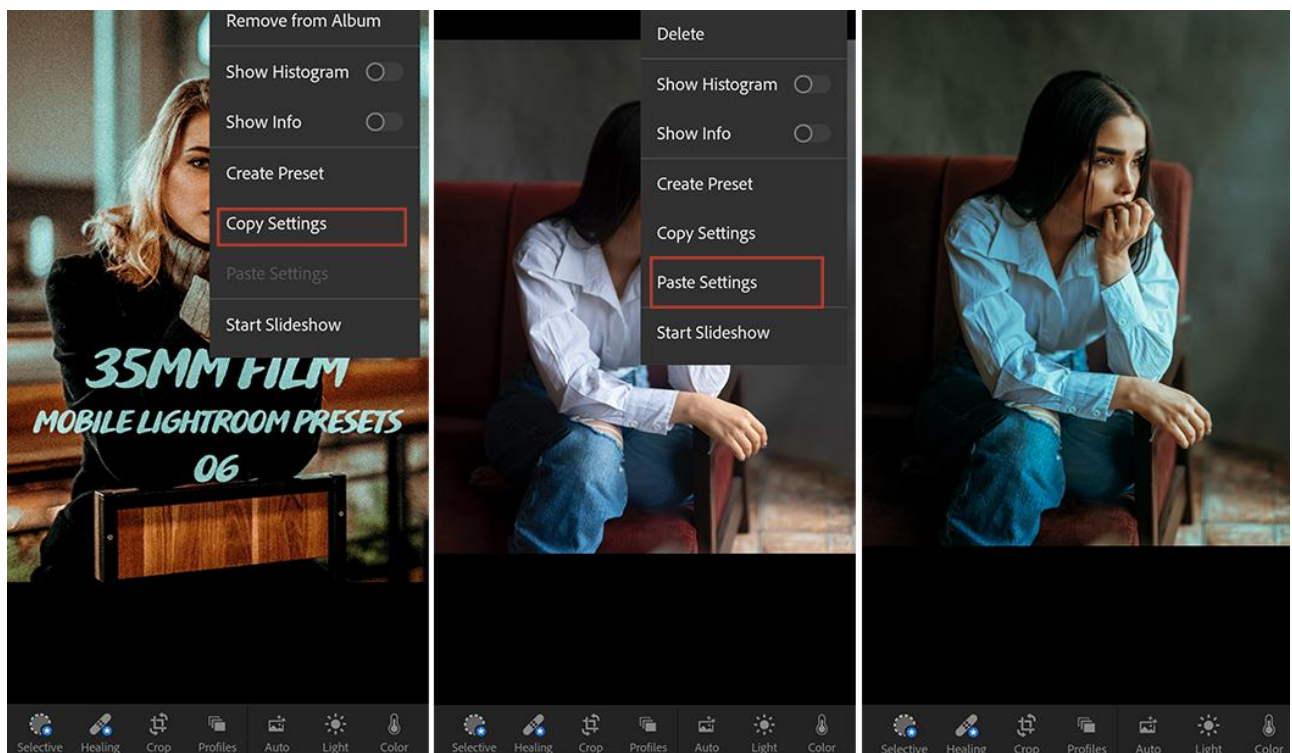 Remove from Album
Show Histogram
Show Info
Create Preset
Copy Settings
Paste Settings
Start Slideshow
35MM FILM
MOBILE LIGHTROOM PRESETS
06
Selective Healing Crop Profiles Auto Light Color
Delete
Show Histogram
Show Info
Create Preset
Copy Settings
Paste Settings
Start Slideshow
Selective Healing Crop Profiles Auto Light Color
Selective Healing Crop Profiles Auto Light Color